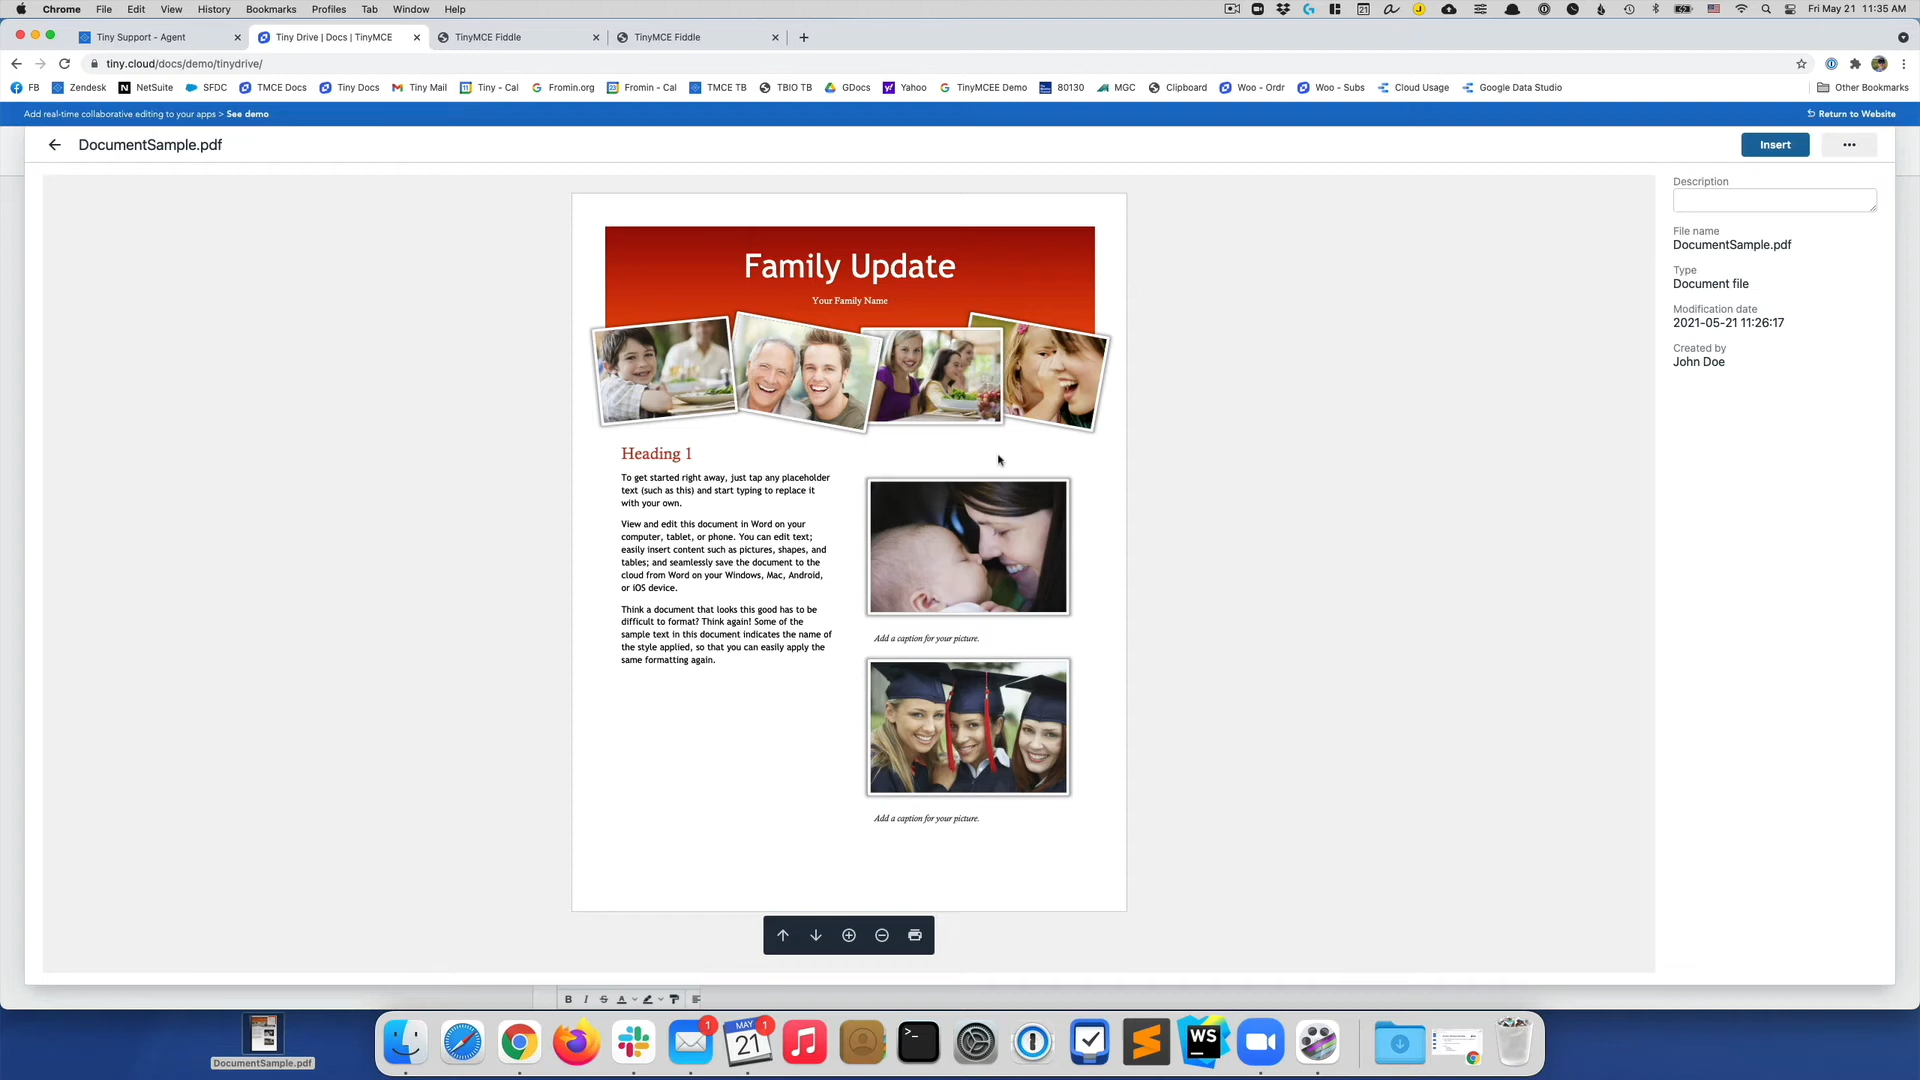 Chrome File Edit View History Bookmarks Profiles Tab Window Help
21 J Fri May 21 11:35 AM
Tiny Support - Agent Tiny Drive | Docs | TinyMCE TinyMCE Fiddle TinyMCE Fiddle
tiny.cloud/docs/demo/tinydrive/
FB Zendesk NetSuite SFDC TMCE Docs Tiny Docs Tiny Mail Tiny - Cal Fromin.org Fromin - Cal TMCE TB TBIO TB GDocs Yahoo TinyMCEE Demo 80130 MGC Clipboard Woo - Ordr Woo - Subs Cloud Usage Google Data Studio Other Bookmarks
Add real-time collaborative editing to your apps > See demo
Return to Website
DocumentSample.pdf
Insert
Description
File name
DocumentSample.pdf
Type
Document file
Modification date
2021-05-21 11:26:17
Created by
John Doe
Family Update
Your Family Name
Heading 1
To get started right away, just tap any placeholder
text (such as this) and start typing to replace it
with your own.
View and edit this document in Word on your
computer, tablet, or phone. You can edit text;
easily insert content such as pictures, shapes, and
tables; and seamlessly save the document to the
cloud from Word on your Windows, Mac, Android,
or iOS device.
Think a document that looks this good has to be
difficult to format? Think again! Some of the
sample text in this document indicates the name of
the style applied, so that you can easily apply the
same formatting again.
Add a caption for your picture.
Add a caption for your picture.
B I S A
DocumentSample.pdf
1
MAY
21
1
>_
WS